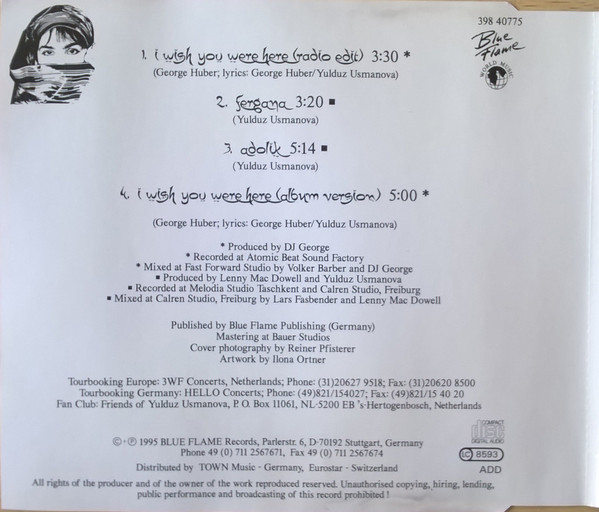 398 40775
Blue
Flame
WORLD MUSIC
1. i wish you were here (radio edit) 3:30 *
(George Huber; lyrics: George Huber/Yulduz Usmanova)
2. fergana 3:20 ■
(Yulduz Usmanova)
3. adolik 5:14 ■
(Yulduz Usmanova)
4. i wish you were here (album version) 5:00 *
(George Huber; lyrics: George Huber/Yulduz Usmanova)
* Produced by DJ George
* Recorded at Atomic Beat Sound Factory
* Mixed at Fast Forward Studio by Volker Barber and DJ George
■ Produced by Lenny Mac Dowell and Yulduz Usmanova
■ Recorded at Melodia Studio Taschkent and Calren Studio, Freiburg
■ Mixed at Calren Studio, Freiburg by Lars Fasbender and Lenny Mac Dowell
Published by Blue Flame Publishing (Germany)
Mastering at Bauer Studios
Cover photography by Reiner Pfisterer
Artwork by Ilona Ortner
Tourbooking Europe: 3WF Concerts, Netherlands; Phone: (31)20627 9518; Fax: (31)20620 8500
Tourbooking Germany: HELLO Concerts; Phone: (49)821/154027; Fax: (49)821/15 40 20
Fan Club: Friends of Yulduz Usmanova, P. O. Box 11061, NL-5200 EB 's-Hertogenbosch, Netherlands
©+℗ 1995 BLUE FLAME Records, Parlerstr. 6, D-70192 Stuttgart, Germany
Phone 49 (0) 711 2567671, Fax 49 (0) 711 2567674
Distributed by TOWN Music - Germany, Eurostar - Switzerland
COMPACT
disc
DIGITAL AUDIO
LC 8593
ADD
All rights of the producer and of the owner of the work reproduced reserved. Unauthorised copying, hiring, lending,
public performance and broadcasting of this record prohibited !